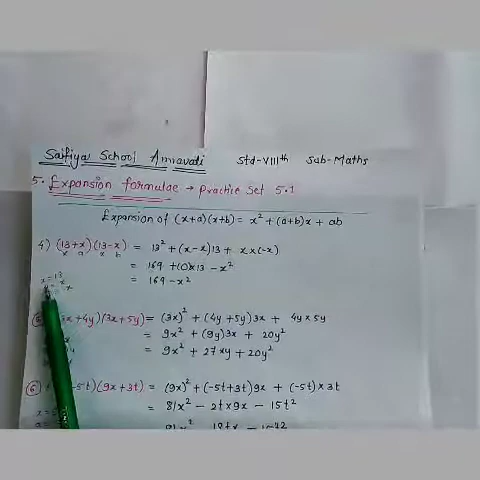 Saifiya School Amravati Std-VIIIth Sub-Maths
5. Expansion formulae → Practice Set 5.1
Expansion of (x+a)(x+b) = x² + (a+b)x + ab
4) (13+x)(13-x) = 13² + (x-x)13 + x×(-x)
x a x b
= 169 + (0)×13 - x²
x = 13
= 169 - x²
3x + 4y)(3x + 5y) = (3x)² + (4y + 5y)3x + 4y × 5y
= 9x² + (9y)3x + 20y²
= 9x² + 27xy + 20y²
⑥ -5t)(9x + 3t) = (9x)² + (-5t+3t)9x + (-5t)×3t
= 81x² - 2t×9x - 15t²